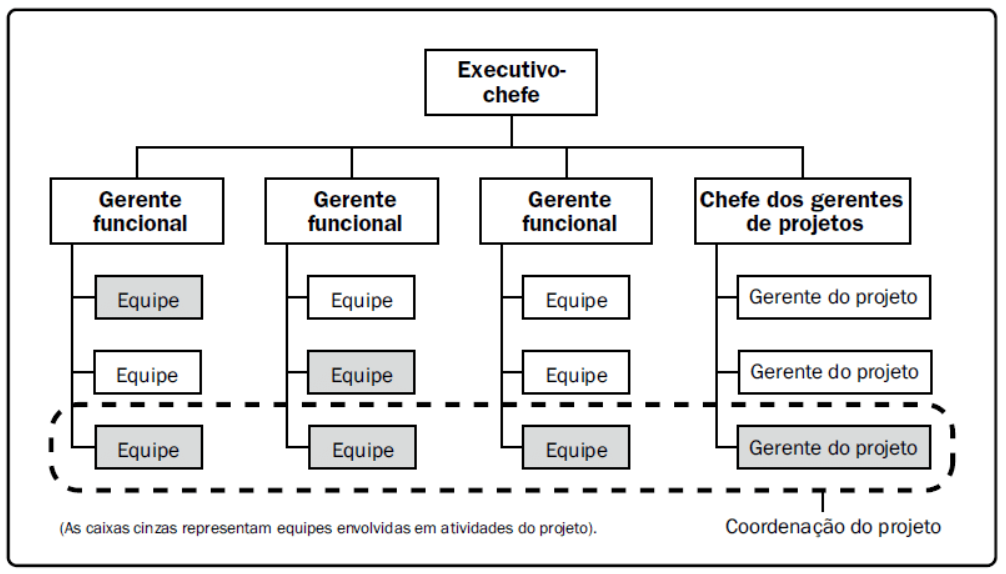 Executivo-
chefe
Gerente
funcional
Gerente
funcional
Gerente
funcional
Chefe dos gerentes
de projetos
Equipe
Equipe
Equipe
Gerente do projeto
Equipe
Equipe
Equipe
Gerente do projeto
Equipe
Equipe
Equipe
Gerente do projeto
(As caixas cinzas representam equipes envolvidas em atividades do projeto).
Coordenação do projeto